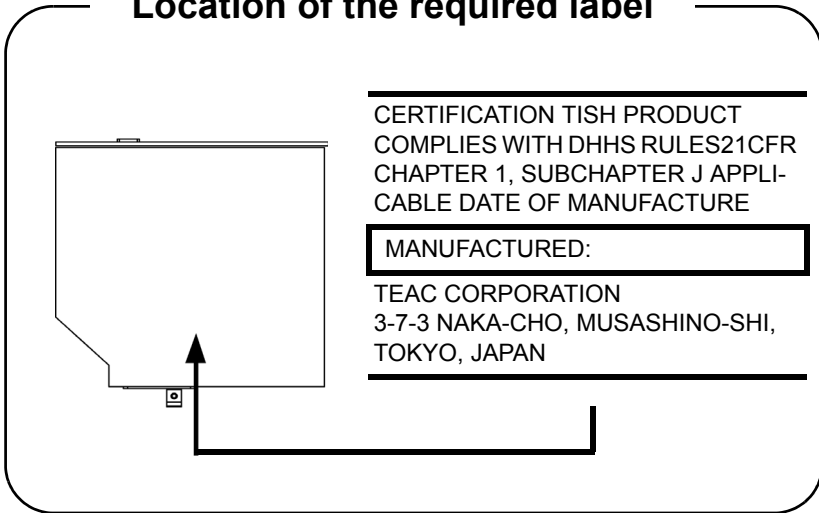 Location of the required label
CERTIFICATION TISH PRODUCT
COMPLIES WITH DHHS RULES21CFR
CHAPTER 1, SUBCHAPTER J APPLI-
CABLE DATE OF MANUFACTURE
MANUFACTURED:
TEAC CORPORATION
3-7-3 NAKA-CHO, MUSASHINO-SHI,
TOKYO, JAPAN